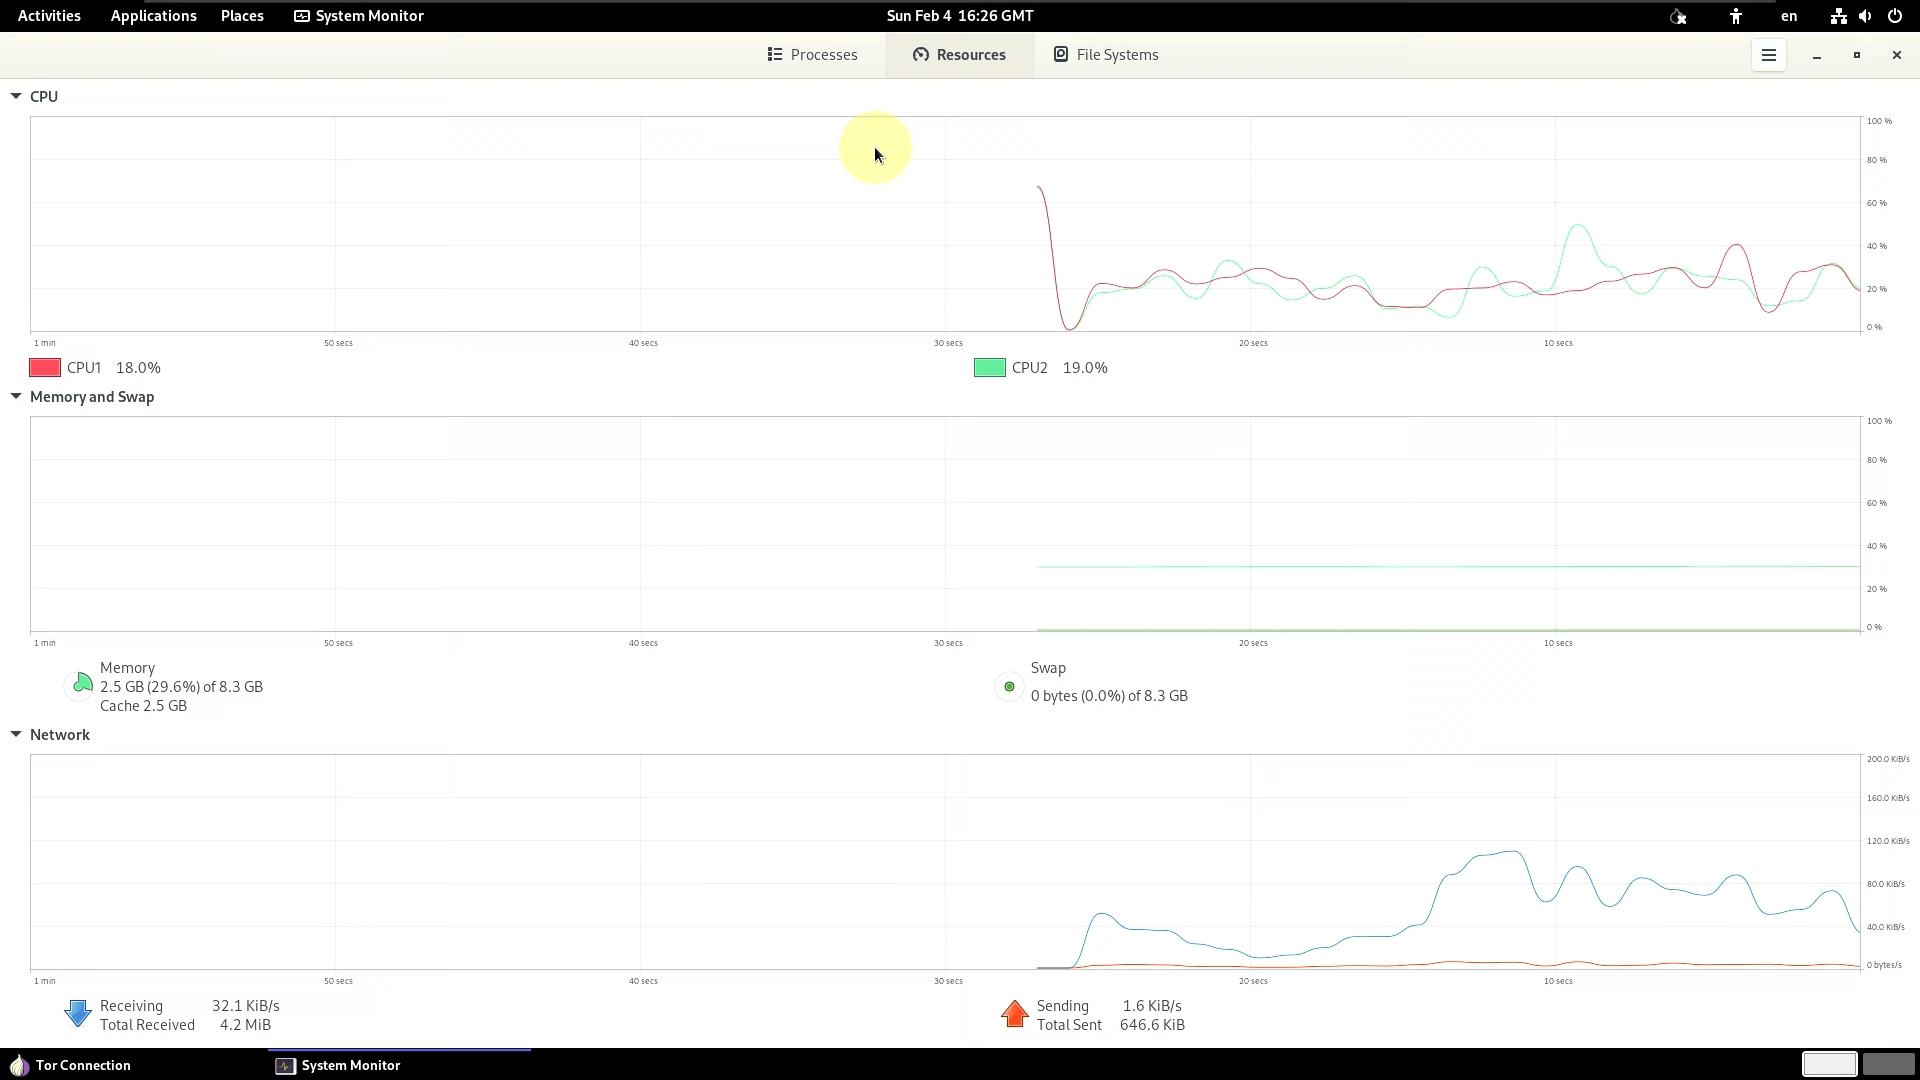 Activities Applications Places System Monitor Sun Feb 4 16:26 GMT en
Processes Resources File Systems
CPU
100 %
80 %
60 %
40 %
20 %
0 %
1 min 50 secs 40 secs 30 secs 20 secs 10 secs
CPU1 18.0% CPU2 19.0%
Memory and Swap
100 %
80 %
60 %
40 %
20 %
0 %
1 min 50 secs 40 secs 30 secs 20 secs 10 secs
Memory Swap
2.5 GB (29.6%) of 8.3 GB 0 bytes (0.0%) of 8.3 GB
Cache 2.5 GB
Network
200.0 KiB/s
160.0 KiB/s
120.0 KiB/s
80.0 KiB/s
40.0 KiB/s
0 bytes/s
1 min 50 secs 40 secs 30 secs 20 secs 10 secs
Receiving 32.1 KiB/s Sending 1.6 KiB/s
Total Received 4.2 MiB Total Sent 646.6 KiB
Tor Connection System Monitor